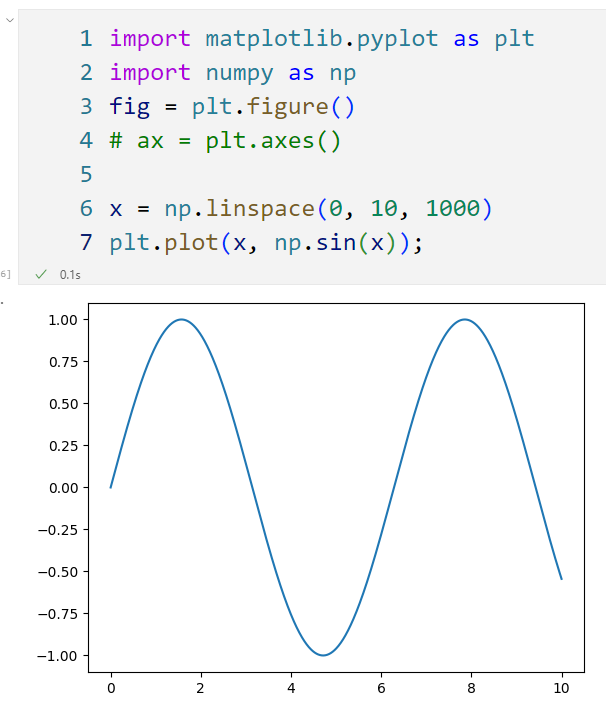 1 import matplotlib.pyplot as plt
2 import numpy as np
3 fig = plt.figure()
4 # ax = plt.axes()
5
6 x = np.linspace(0, 10, 1000)
7 plt.plot(x, np.sin(x));
6] 0.1s
1.00
0.75
0.50
0.25
0.00
−0.25
−0.50
−0.75
−1.00
0 2 4 6 8 10